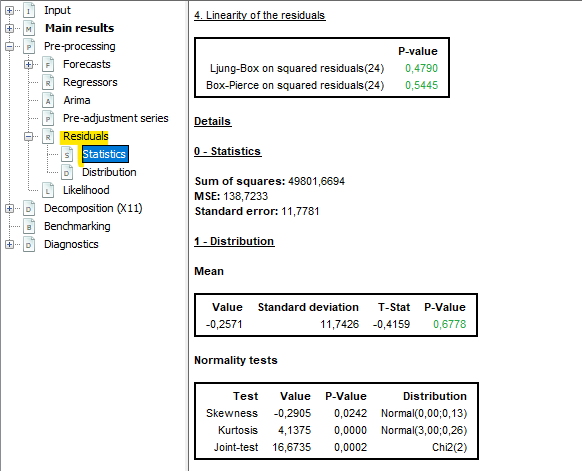 Input
Main results
Pre-processing
Forecasts
Regressors
Arima
Pre-adjustment series
Residuals
Statistics
Distribution
Likelihood
Decomposition (X11)
Benchmarking
Diagnostics
4. Linearity of the residuals
P-value
Ljung-Box on squared residuals(24) 0,4790
Box-Pierce on squared residuals(24) 0,5445
Details
0 - Statistics
Sum of squares: 49801,6694
MSE: 138,7233
Standard error: 11,7781
1 - Distribution
Mean
Value Standard deviation T-Stat P-Value
-0,2571 11,7426 -0,4159 0,6778
Normality tests
Test Value P-Value Distribution
Skewness -0,2905 0,0242 Normal(0,00;0,13)
Kurtosis 4,1375 0,0000 Normal(3,00;0,26)
Joint-test 16,6735 0,0002 Chi2(2)